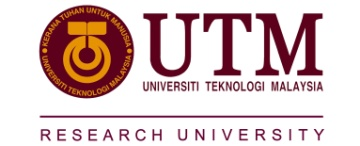 KERANA TUHAN UNTUK MANUSIA
UNIVERSITI TEKNOLOGI MALAYSIA
UTM
UNIVERSITI TEKNOLOGI MALAYSIA
RESEARCH UNIVERSITY